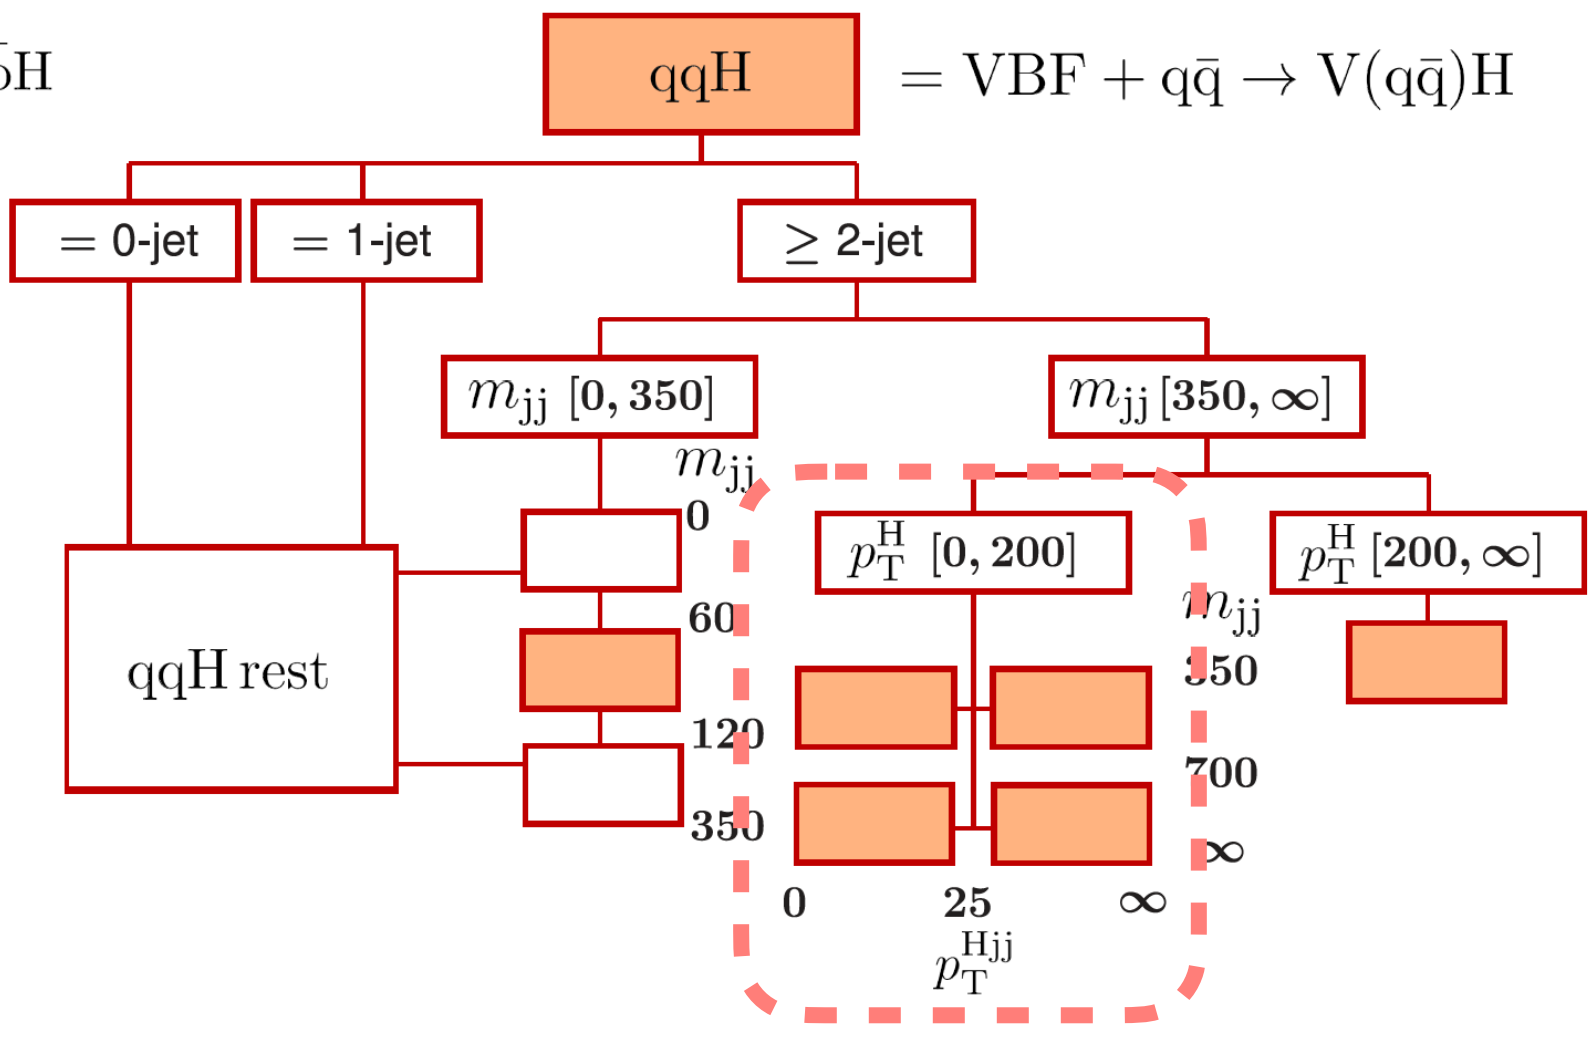 b̄H
qqH
= VBF + qq̄ → V(qq̄)H
= 0-jet
= 1-jet
≥ 2-jet
m_jj [0, 350]
m_jj [350, ∞]
m_jj
0
60
120
350
p_T^H [0, 200]
p_T^H [200, ∞]
m_jj
350
700
∞
qqH rest
0 25 ∞
p_T^Hjj